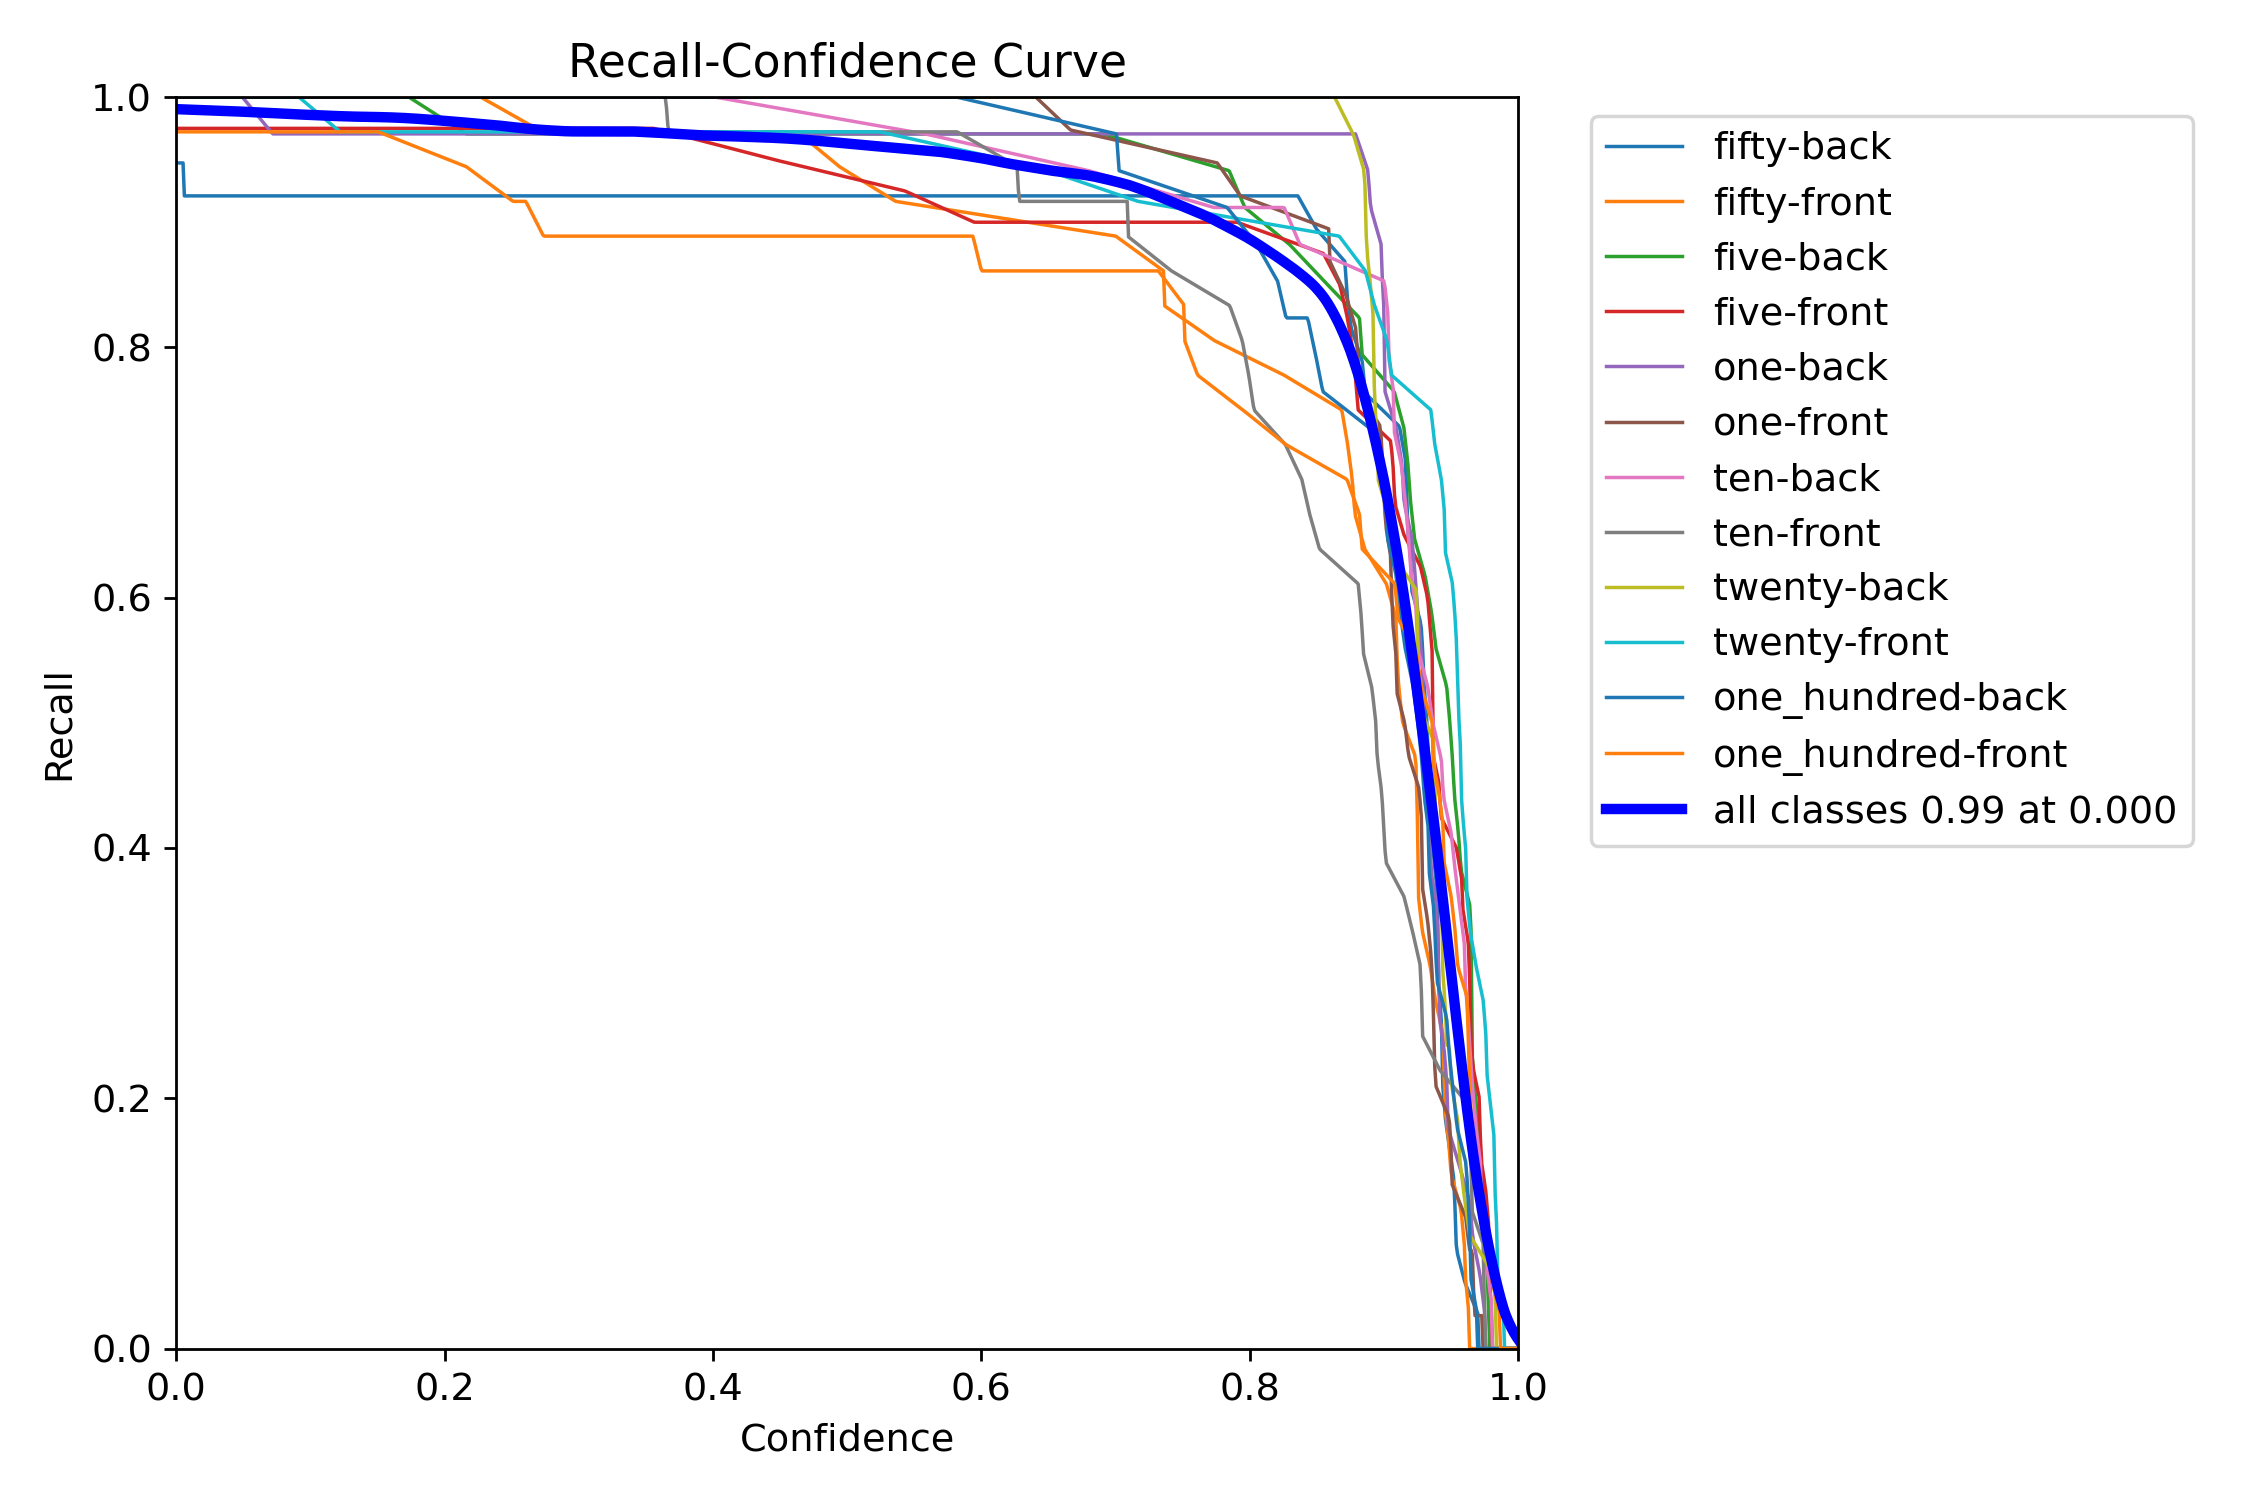 Recall-Confidence Curve
1.0
0.8
0.6
0.4
0.2
0.0
Recall
0.0 0.2 0.4 0.6 0.8 1.0
Confidence
fifty-back
fifty-front
five-back
five-front
one-back
one-front
ten-back
ten-front
twenty-back
twenty-front
one_hundred-back
one_hundred-front
all classes 0.99 at 0.000